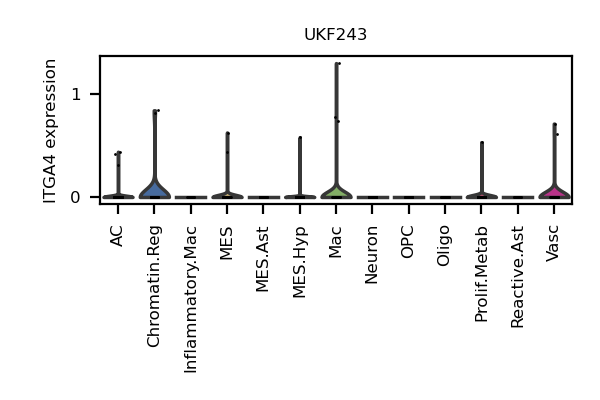 UKF243
ITGA4 expression
1
0
AC
Chromatin.Reg
Inflammatory.Mac
MES
MES.Ast
MES.Hyp
Mac
Neuron
OPC
Oligo
Prolif.Metab
Reactive.Ast
Vasc